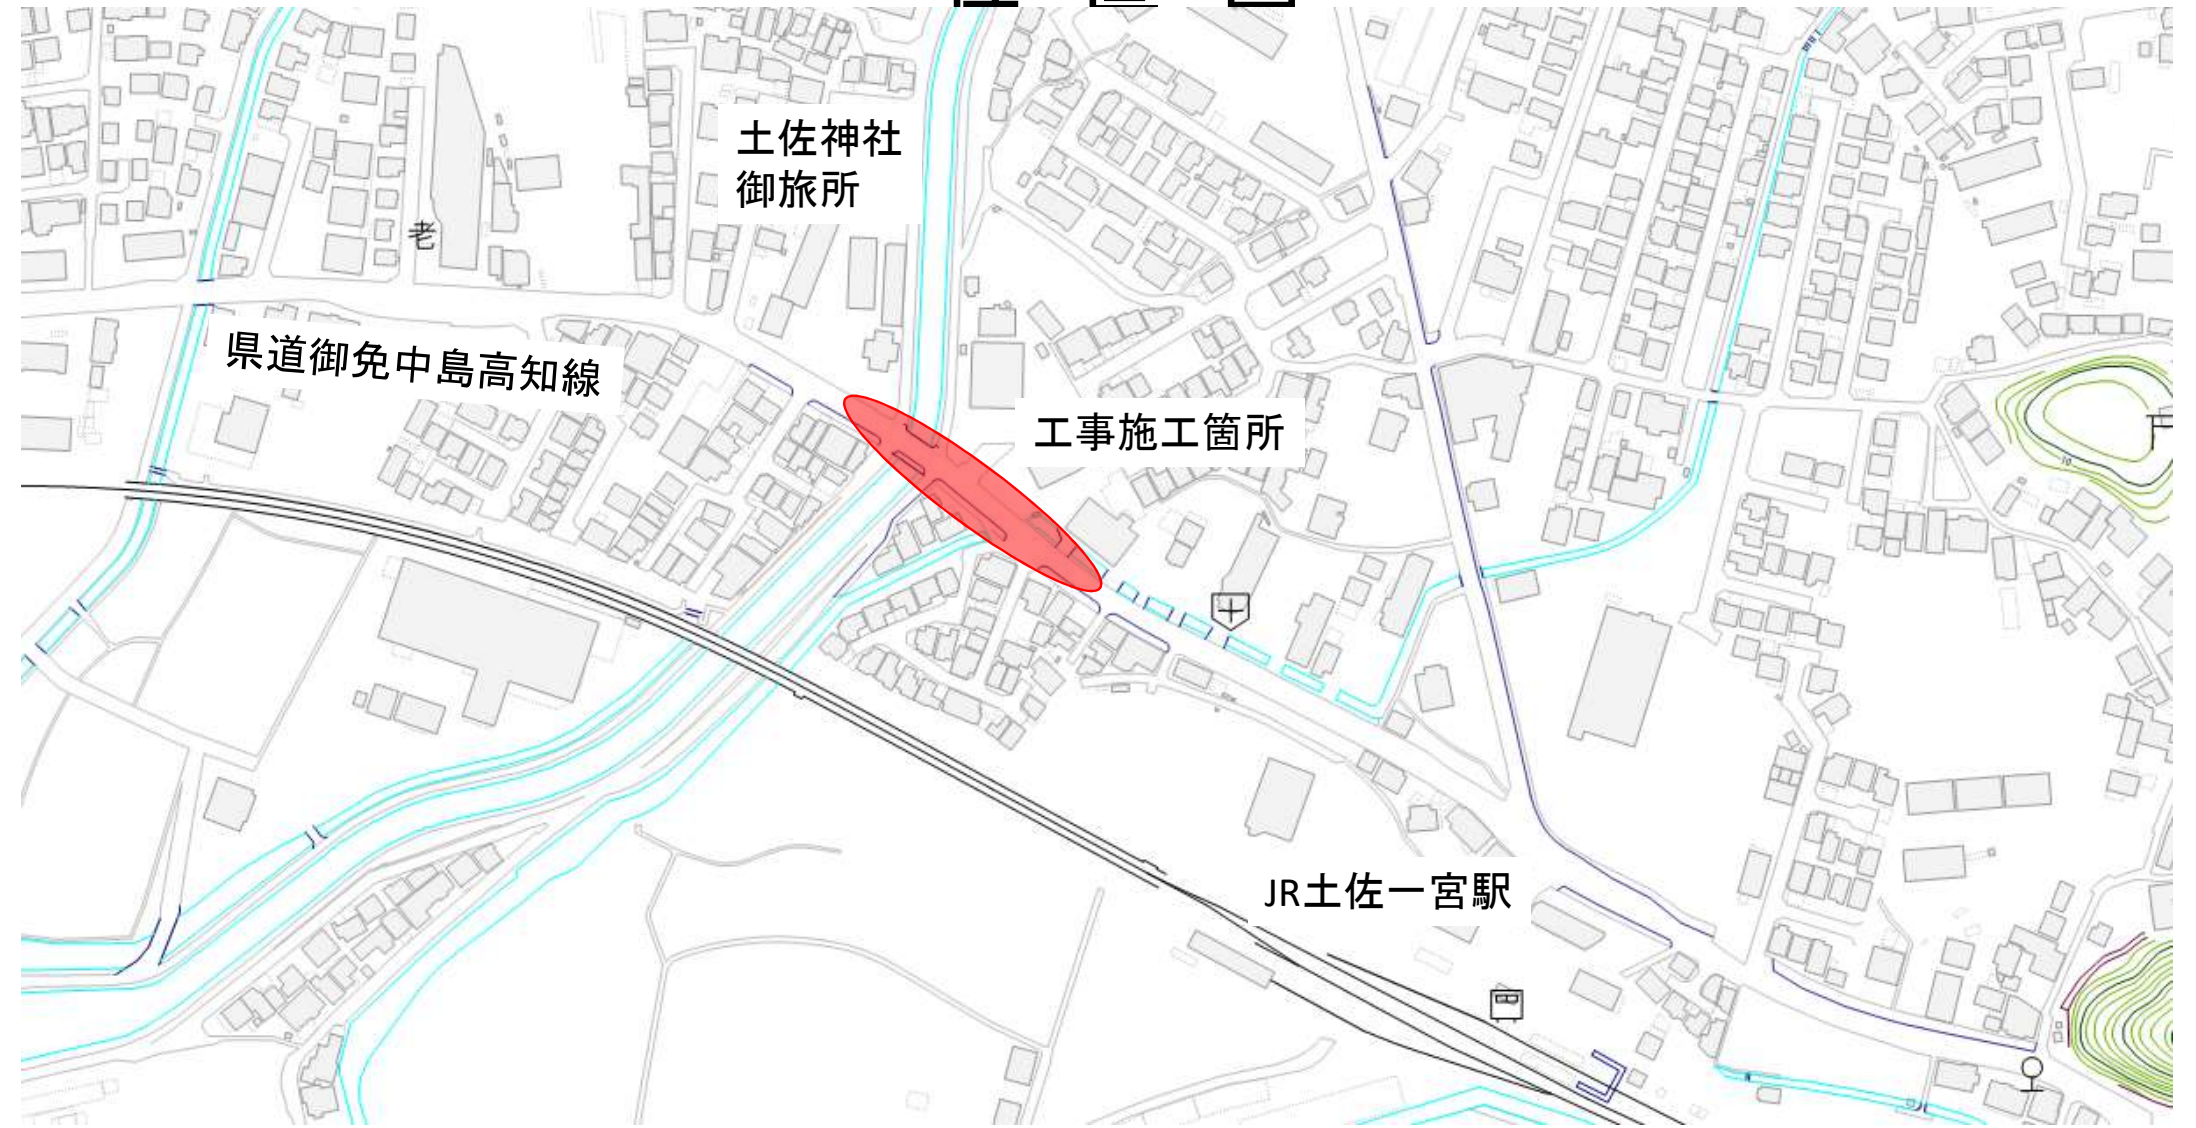 土佐神社
御旅所
老
県道御免中島高知線
工事施工箇所
JR土佐一宮駅